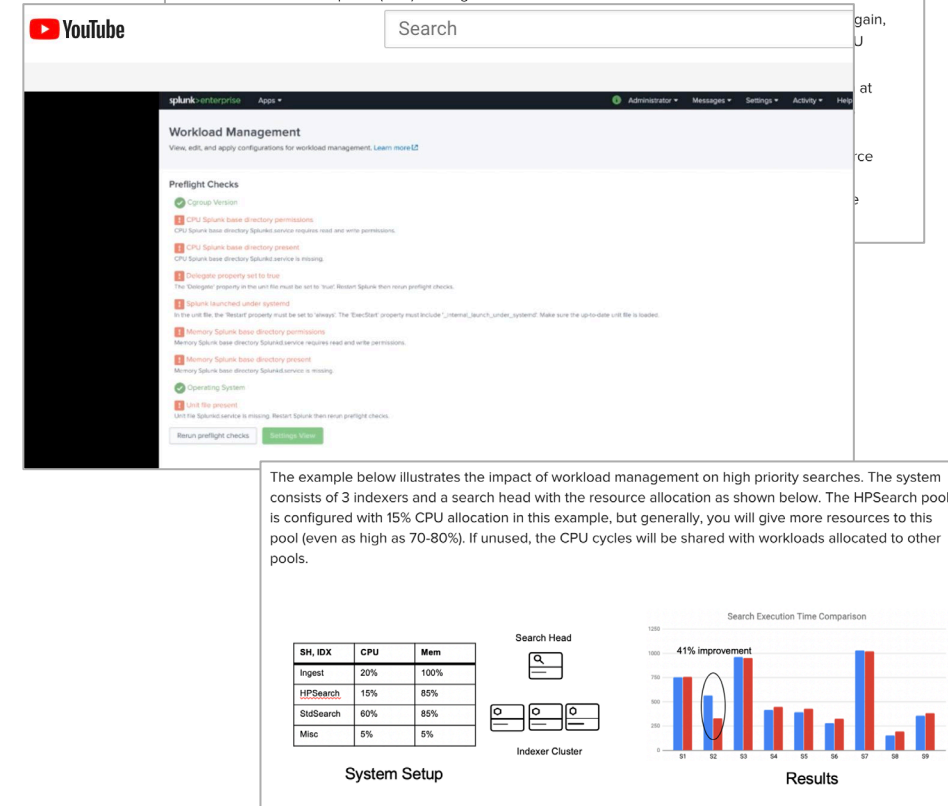 YouTube
Search
gain,
U
at
rce
splunk>enterprise Apps
Administrator Messages Settings Activity Help
Workload Management
View, edit, and apply configurations for workload management. Learn more
Preflight Checks
Cgroup Version
CPU Splunk base directory permissions
CPU Splunk base directory Splunkd.service requires read and write permissions.
CPU Splunk base directory present
CPU Splunk base directory Splunkd.service is missing.
Delegate property set to true
The 'Delegate' property in the unit file must be set to 'true'. Restart Splunk then rerun preflight checks.
Splunk launched under systemd
In the unit file, the 'Restart' property must be set to 'always'. The 'ExecStart' property must include '_internal_launch_under_systemd'. Make sure the up-to-date unit file is loaded.
Memory Splunk base directory permissions
Memory Splunk base directory Splunkd.service requires read and write permissions.
Memory Splunk base directory present
Memory Splunk base directory Splunkd.service is missing.
Operating System
Unit file present
Unit file Splunkd.service is missing. Restart Splunk then rerun preflight checks.
Rerun preflight checks Settings View
The example below illustrates the impact of workload management on high priority searches. The system
consists of 3 indexers and a search head with the resource allocation as shown below. The HPSearch pool
is configured with 15% CPU allocation in this example, but generally, you will give more resources to this
pool (even as high as 70-80%). If unused, the CPU cycles will be shared with workloads allocated to other
pools.
SH, IDX CPU Mem
Ingest 20% 100%
HPSearch 15% 85%
StdSearch 60% 85%
Misc 5% 5%
System Setup
Search Head
Indexer Cluster
Search Execution Time Comparison
1250
1000
750
500
250
0
41% improvement
S1 S2 S3 S4 S5 S6 S7 S8 S9
Results